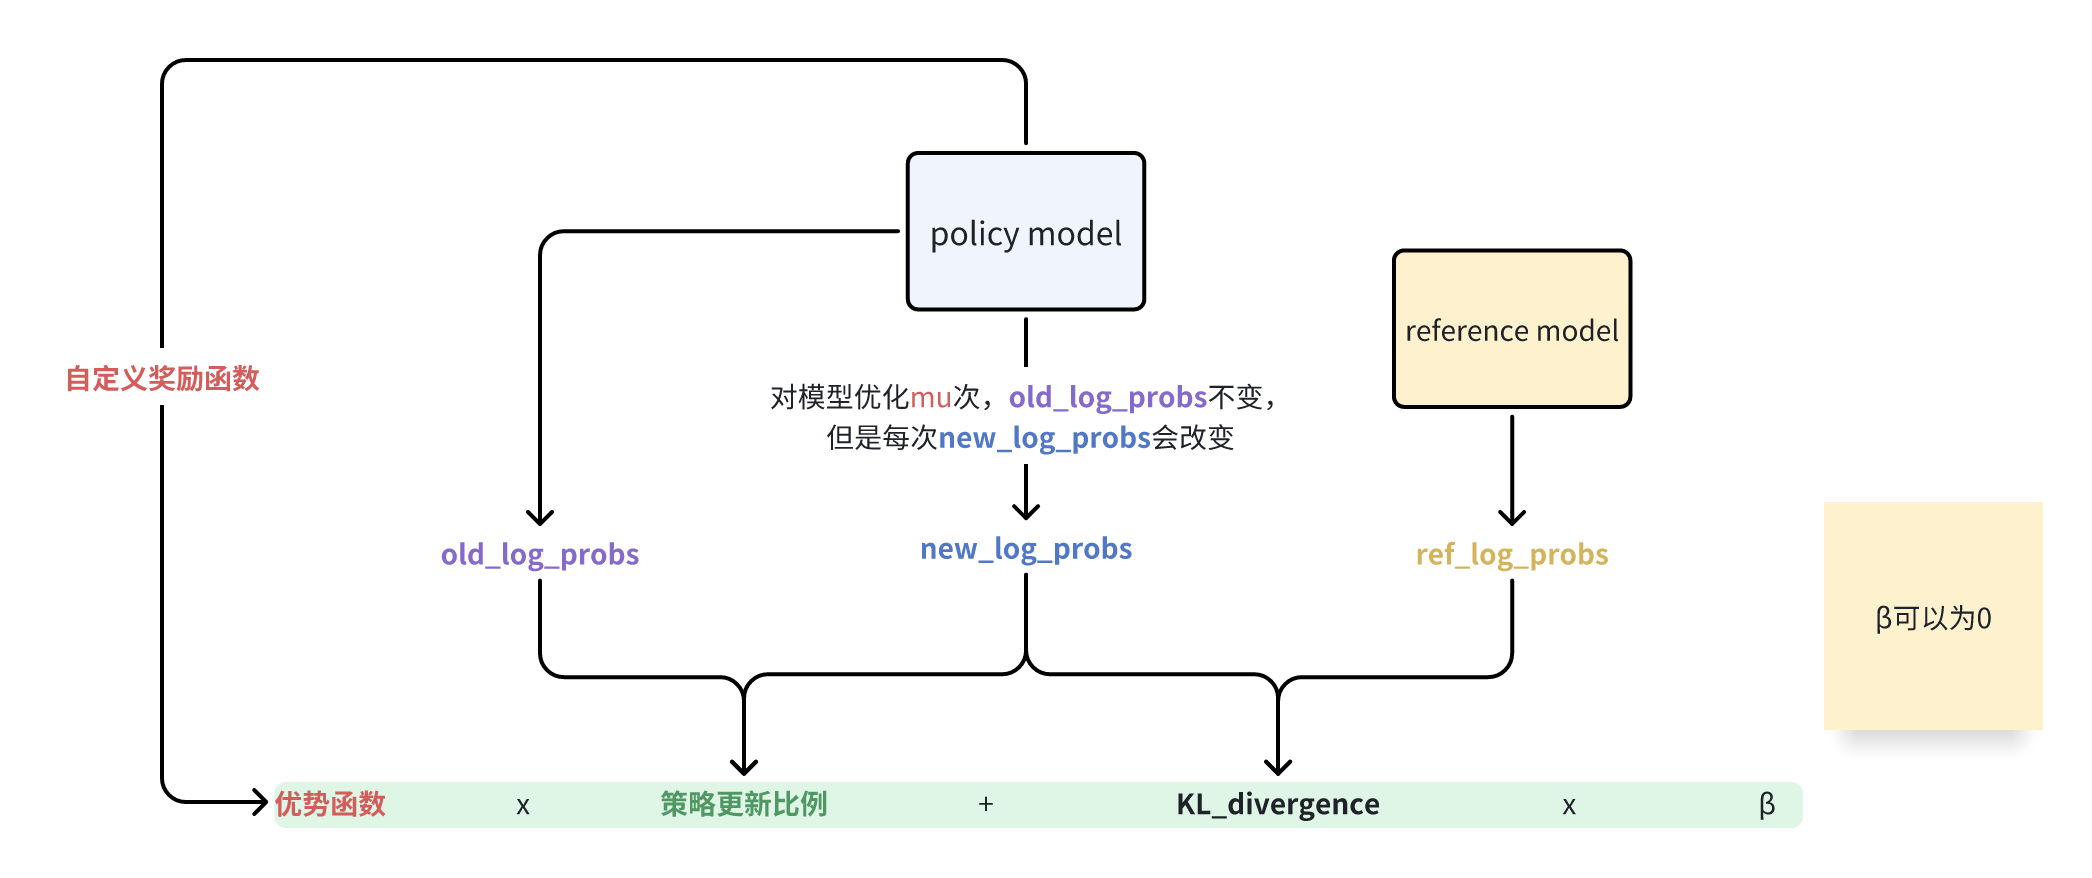 policy model
reference model
自定义奖励函数
对模型优化mu次，old_log_probs不变，
但是每次new_log_probs会改变
old_log_probs
new_log_probs
ref_log_probs
β可以为0
优势函数 x 策略更新比例 + KL_divergence x β